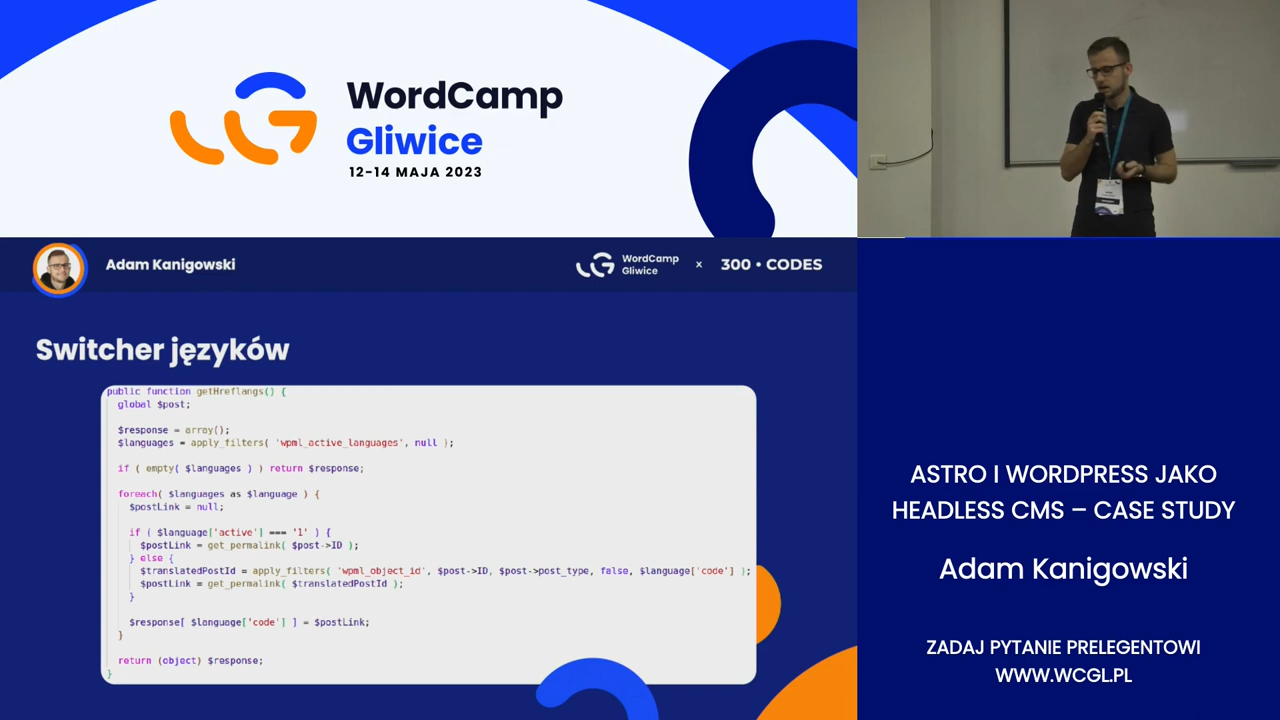 WordCamp
Gliwice
12-14 MAJA 2023
Adam Kanigowski
WordCamp
Gliwice
x
300 • CODES
Switcher języków
public function getHreflangs() {
global $post;
$response = array();
$languages = apply_filters( 'wpml_active_languages', null );
if ( empty( $languages ) ) return $response;
foreach( $languages as $language ) {
$postLink = null;
if ( $language['active'] === '1' ) {
$postLink = get_permalink( $post->ID );
} else {
$translatedPostId = apply_filters( 'wpml_object_id', $post->ID, $post->post_type, false, $language['code'] );
$postLink = get_permalink( $translatedPostId );
}
$response[ $language['code'] ] = $postLink;
}
return (object) $response;
}
ASTRO I WORDPRESS JAKO
HEADLESS CMS – CASE STUDY
Adam Kanigowski
ZADAJ PYTANIE PRELEGENTOWI
WWW.WCGL.PL